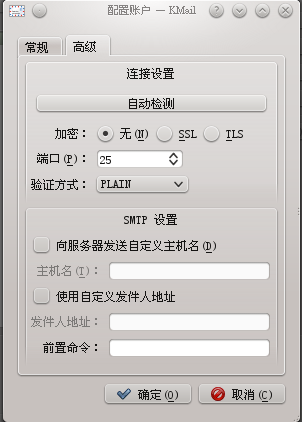 配置账户 — KMail
常规 高级
连接设置
自动检测
加密： 无(N) SSL TLS
端口(P)： 25
验证方式： PLAIN
SMTP 设置
向服务器发送自定义主机名(D)
主机名(T)：
使用自定义发件人地址
发件人地址：
前置命令：
确定(O) 取消(C)